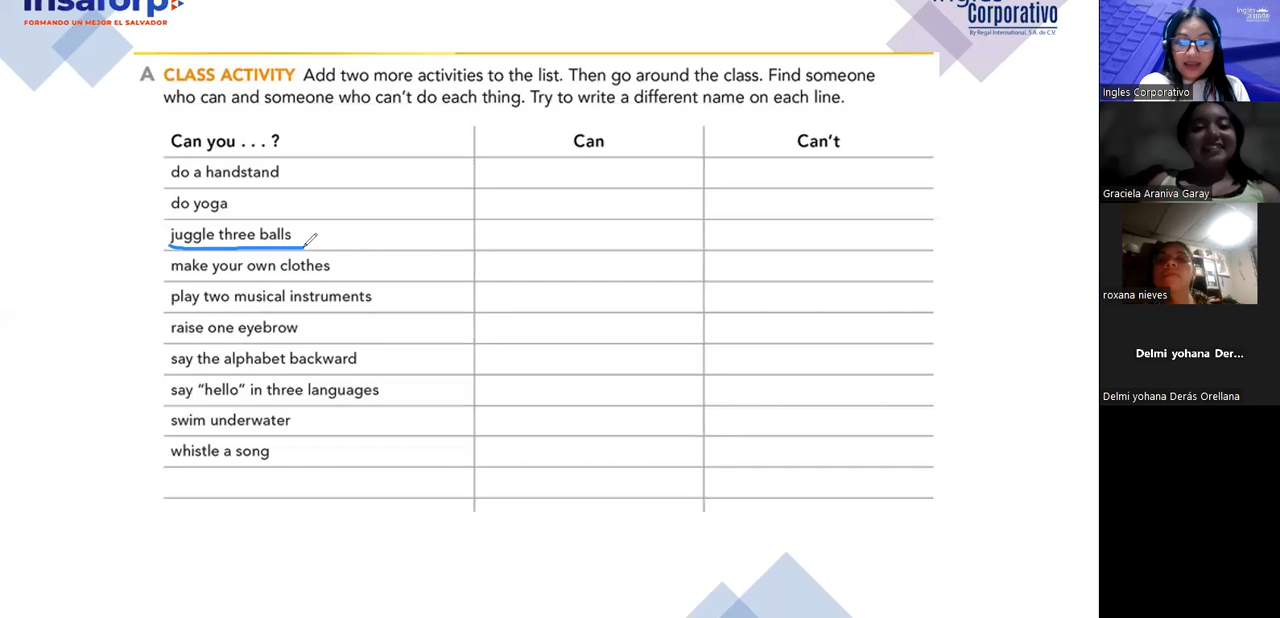 Insaforp
FORMANDO UN MEJOR EL SALVADOR
Inglés
Corporativo
By Regal International, S.A. de C.V.
A CLASS ACTIVITY Add two more activities to the list. Then go around the class. Find someone
who can and someone who can't do each thing. Try to write a different name on each line.
Can you . . . ? Can Can't
do a handstand
do yoga
juggle three balls
make your own clothes
play two musical instruments
raise one eyebrow
say the alphabet backward
say “hello” in three languages
swim underwater
whistle a song
Ingles Corporativo
Graciela Araniva Garay
roxana nieves
Delmi yohana Der...
Delmi yohana Derás Orellana